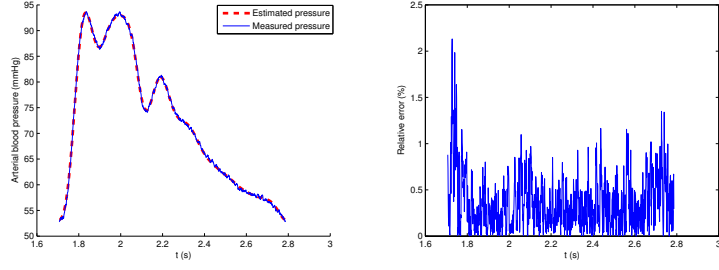 95
90
85
80
75
70
65
60
55
50
Arterial blood pressure (mmHg)
Estimated pressure
Measured pressure
1.6 1.8 2 2.2 2.4 2.6 2.8 3
t (s)
2.5
2
1.5
1
0.5
0
Relative error (%)
1.6 1.8 2 2.2 2.4 2.6 2.8 3
t (s)